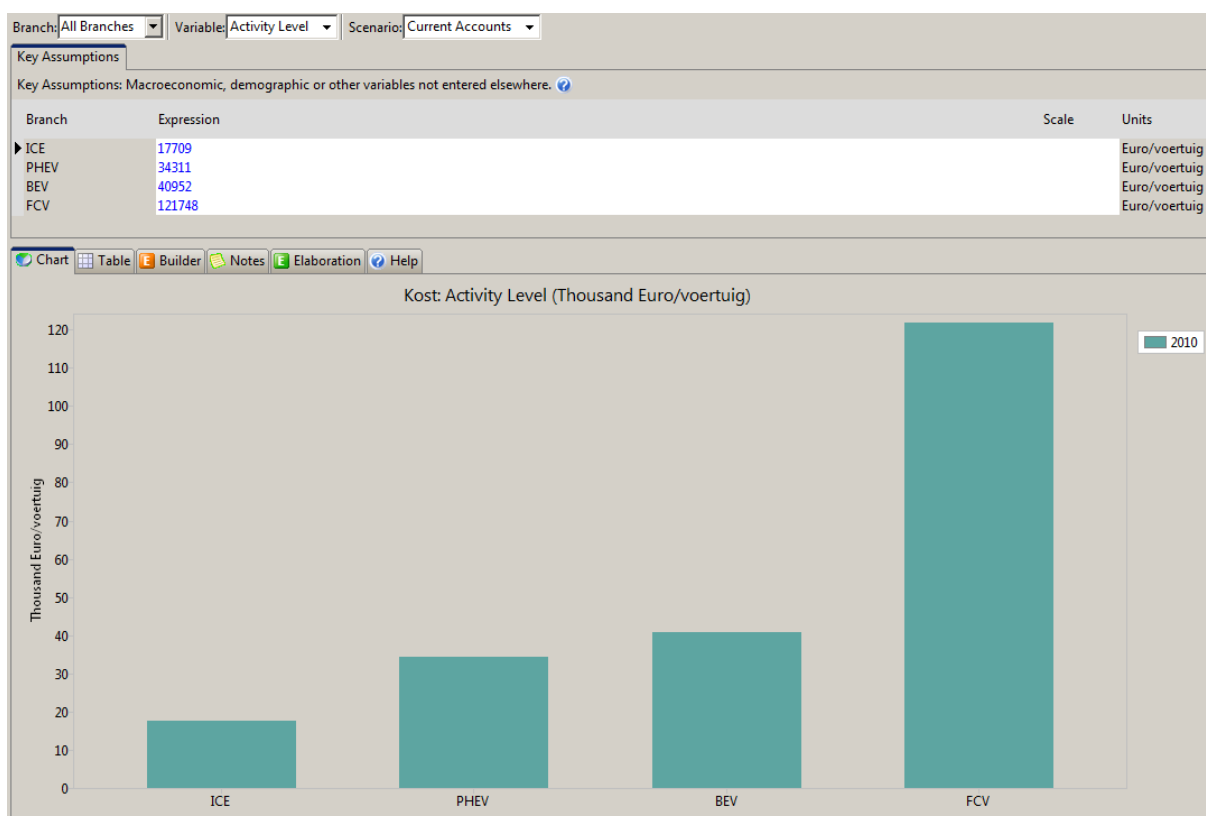 Branch: All Branches Variable: Activity Level Scenario: Current Accounts
Key Assumptions
Key Assumptions: Macroeconomic, demographic or other variables not entered elsewhere.
Branch Expression Scale Units
ICE 17709 Euro/voertuig
PHEV 34311 Euro/voertuig
BEV 40952 Euro/voertuig
FCV 121748 Euro/voertuig
Chart Table Builder Notes Elaboration Help
Kost: Activity Level (Thousand Euro/voertuig)
2010
Thousand Euro/voertuig
120
110
100
90
80
70
60
50
40
30
20
10
0
ICE PHEV BEV FCV